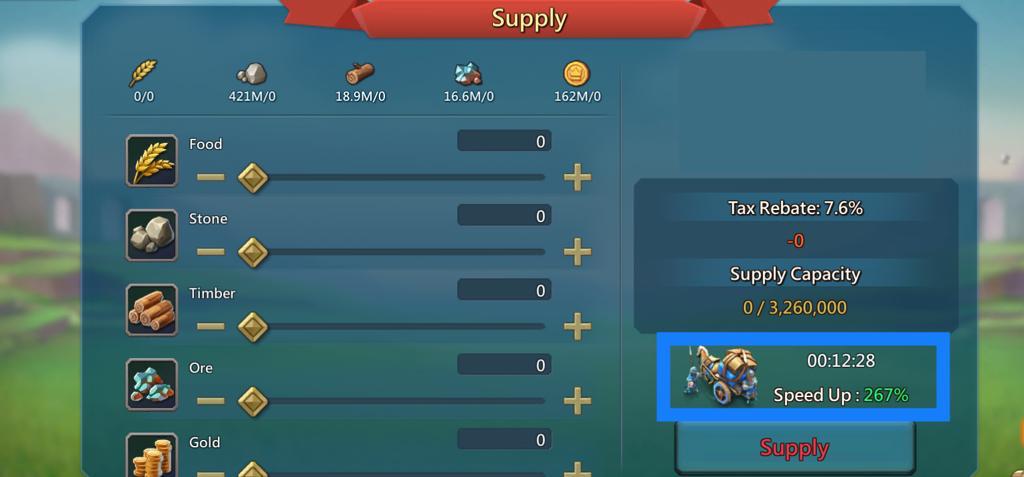 Supply
0/0 421M/0 18.9M/0 16.6M/0 162M/0
Food 0
Stone 0
Timber 0
Ore 0
Gold 0
Tax Rebate: 7.6%
-0
Supply Capacity
0 / 3,260,000
00:12:28
Speed Up : 267%
Supply